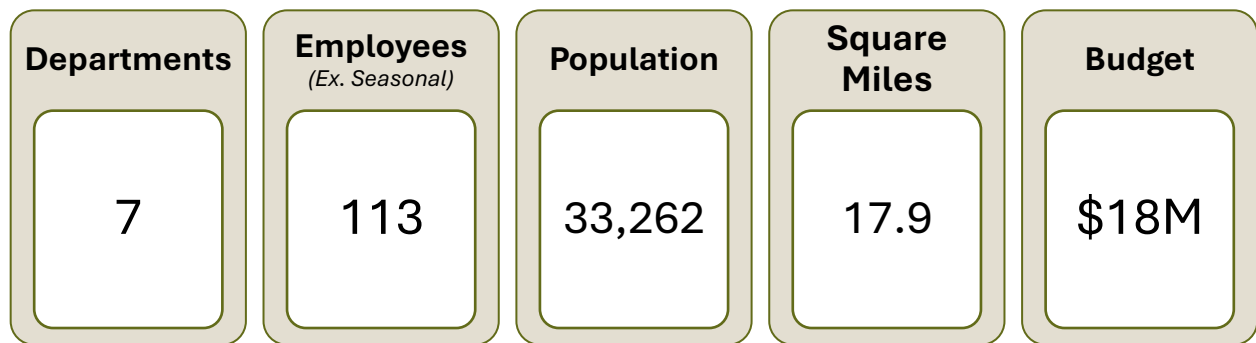 Departments
7
Employees
(Ex. Seasonal)
113
Population
33,262
Square
Miles
17.9
Budget
$18M